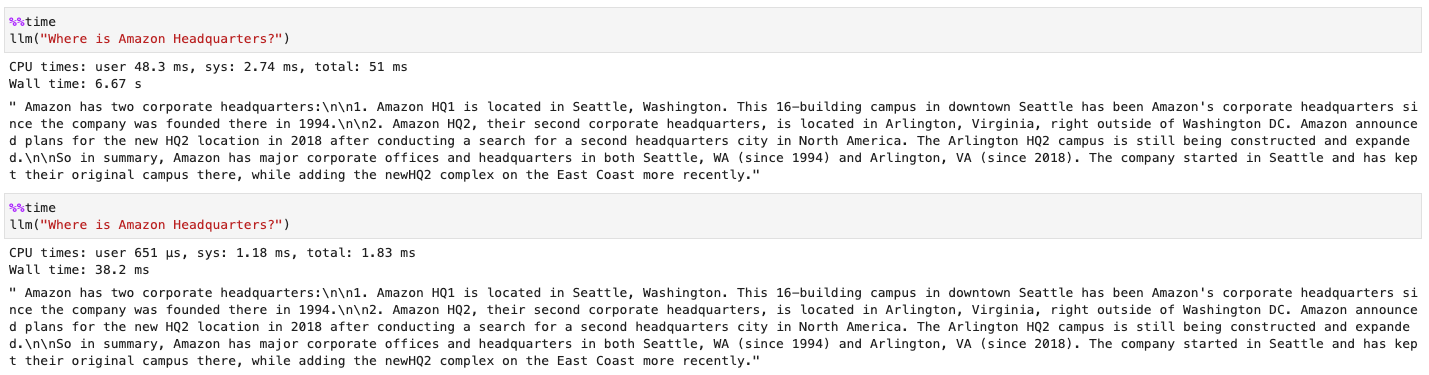 %%time
llm("Where is Amazon Headquarters?")
CPU times: user 48.3 ms, sys: 2.74 ms, total: 51 ms
Wall time: 6.67 s
" Amazon has two corporate headquarters:\n\n1. Amazon HQ1 is located in Seattle, Washington. This 16-building campus in downtown Seattle has been Amazon's corporate headquarters si
nce the company was founded there in 1994.\n\n2. Amazon HQ2, their second corporate headquarters, is located in Arlington, Virginia, right outside of Washington DC. Amazon announce
d plans for the new HQ2 location in 2018 after conducting a search for a second headquarters city in North America. The Arlington HQ2 campus is still being constructed and expande
d.\n\nSo in summary, Amazon has major corporate offices and headquarters in both Seattle, WA (since 1994) and Arlington, VA (since 2018). The company started in Seattle and has kep
t their original campus there, while adding the newHQ2 complex on the East Coast more recently."
%%time
llm("Where is Amazon Headquarters?")
CPU times: user 651 µs, sys: 1.18 ms, total: 1.83 ms
Wall time: 38.2 ms
" Amazon has two corporate headquarters:\n\n1. Amazon HQ1 is located in Seattle, Washington. This 16-building campus in downtown Seattle has been Amazon's corporate headquarters si
nce the company was founded there in 1994.\n\n2. Amazon HQ2, their second corporate headquarters, is located in Arlington, Virginia, right outside of Washington DC. Amazon announce
d plans for the new HQ2 location in 2018 after conducting a search for a second headquarters city in North America. The Arlington HQ2 campus is still being constructed and expande
d.\n\nSo in summary, Amazon has major corporate offices and headquarters in both Seattle, WA (since 1994) and Arlington, VA (since 2018). The company started in Seattle and has kep
t their original campus there, while adding the newHQ2 complex on the East Coast more recently."